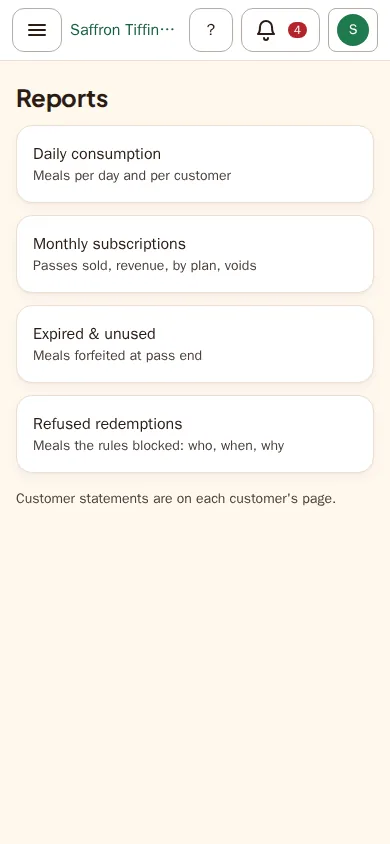 Saffron Tiffin⋯
?
4
S
Reports
Daily consumption
Meals per day and per customer
Monthly subscriptions
Passes sold, revenue, by plan, voids
Expired & unused
Meals forfeited at pass end
Refused redemptions
Meals the rules blocked: who, when, why
Customer statements are on each customer's page.